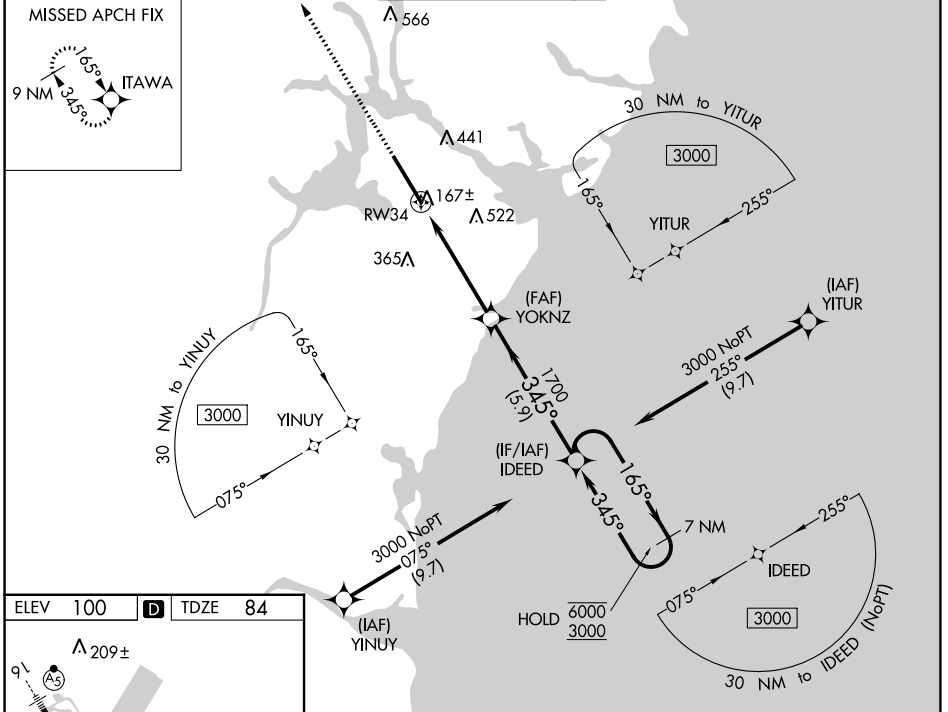 MISSED APCH FIX
165°
ITAWA
9 NM
345°
566
441
30 NM to YITUR
3000
165°
255°
YITUR
167±
RW34
522
365
(FAF)
YOKNZ
(IAF)
YITUR
3000 NoPT
255°
(9.7)
30 NM to YINUY
165°
3000
YINUY
075°
1700
345°
(5.9)
(IF/IAF)
IDEED
165°
345°
7 NM
HOLD
6000
3000
3000 NoPT
075°
(9.7)
(IAF)
YINUY
255°
IDEED
075°
3000
30 NM to IDEED (NoPT)
ELEV 100 D TDZE 84
209±
A5
16